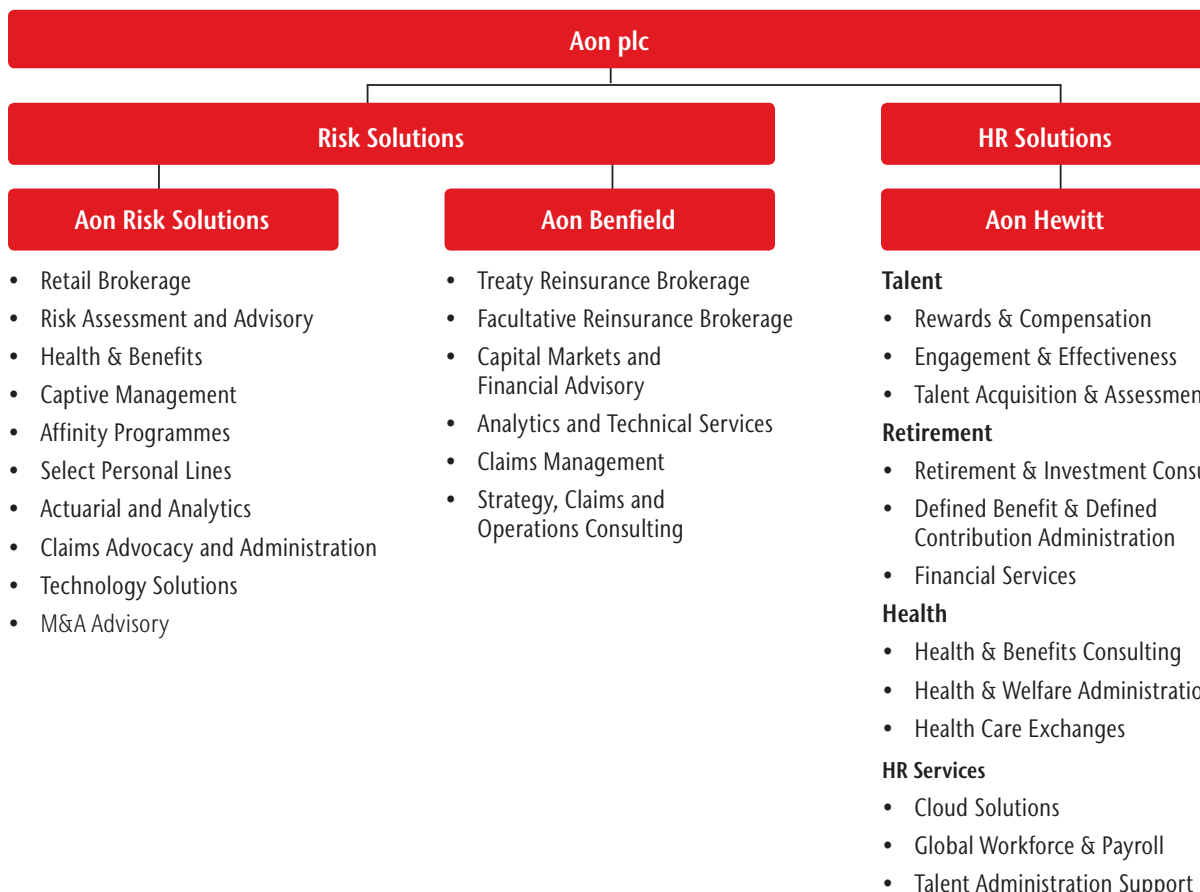 Aon plc
Risk Solutions
HR Solutions
Aon Risk Solutions
Aon Benfield
Aon Hewitt
• Retail Brokerage
• Risk Assessment and Advisory
• Health & Benefits
• Captive Management
• Affinity Programmes
• Select Personal Lines
• Actuarial and Analytics
• Claims Advocacy and Administration
• Technology Solutions
• M&A Advisory
• Treaty Reinsurance Brokerage
• Facultative Reinsurance Brokerage
• Capital Markets and
Financial Advisory
• Analytics and Technical Services
• Claims Management
• Strategy, Claims and
Operations Consulting
Talent
• Rewards & Compensation
• Engagement & Effectiveness
• Talent Acquisition &
Retirement
• Retirement & Investment
• Defined Benefit & Defined
Contribution Administration
• Financial Services
Health
• Health & Benefits Consulting
• Health & Welfare
• Health Care Exchanges
HR Services
• Cloud Solutions
• Global Workforce & Payroll
• Talent Administration Support